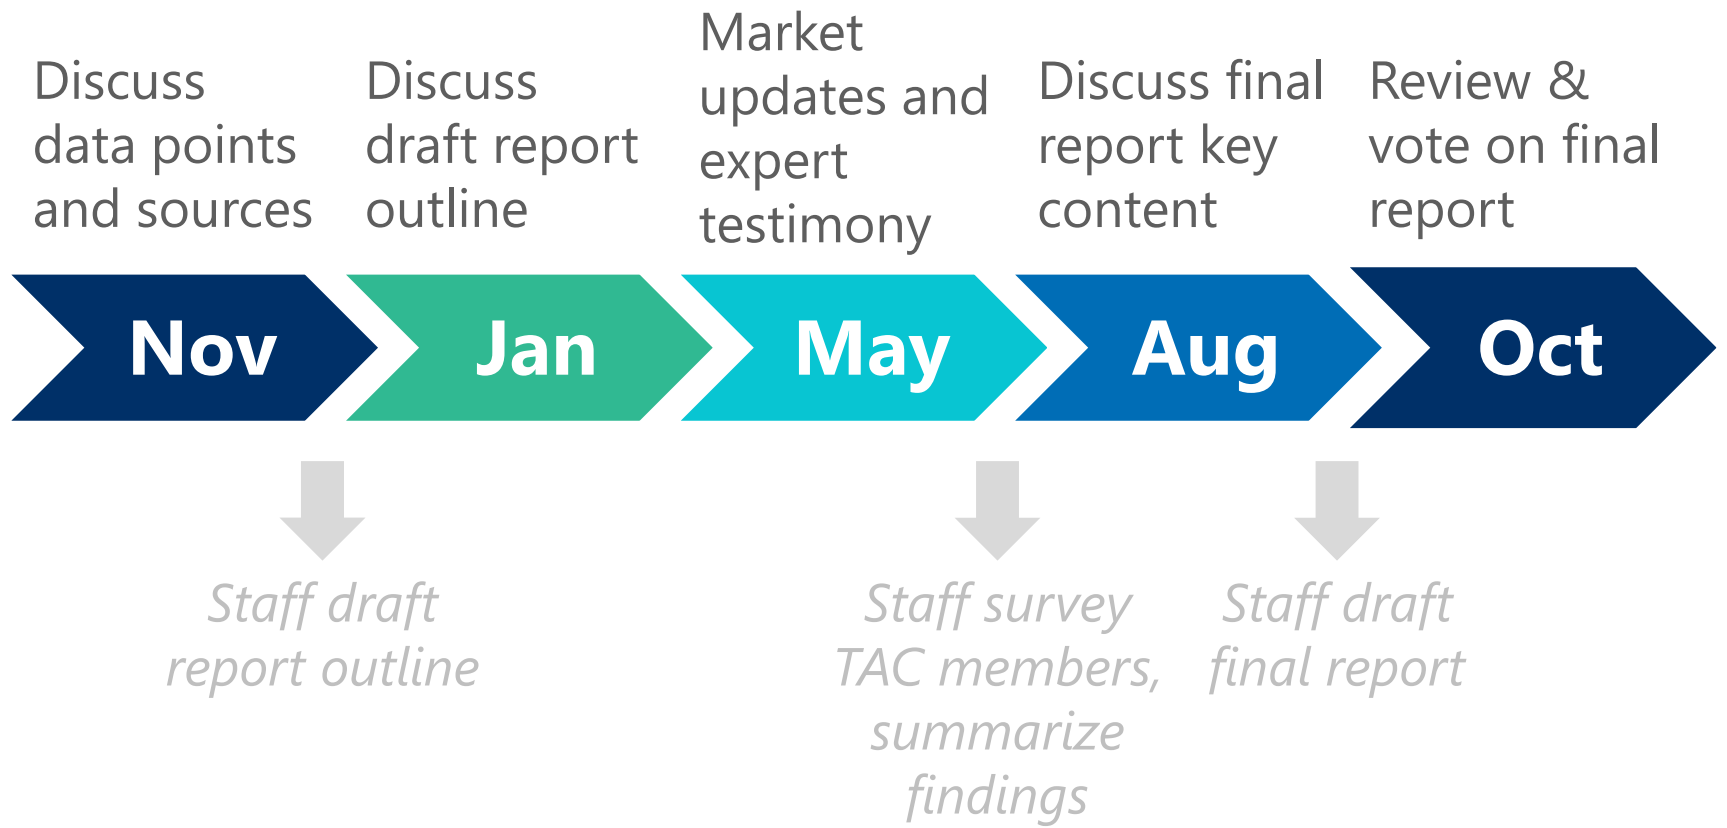 Discuss
data points
and sources
Discuss
draft report
outline
Market
updates and
expert
testimony
Discuss final
report key
content
Review &
vote on final
report
Nov
Jan
May
Aug
Oct
Staff draft
report outline
Staff survey
TAC members,
summarize
findings
Staff draft
final report